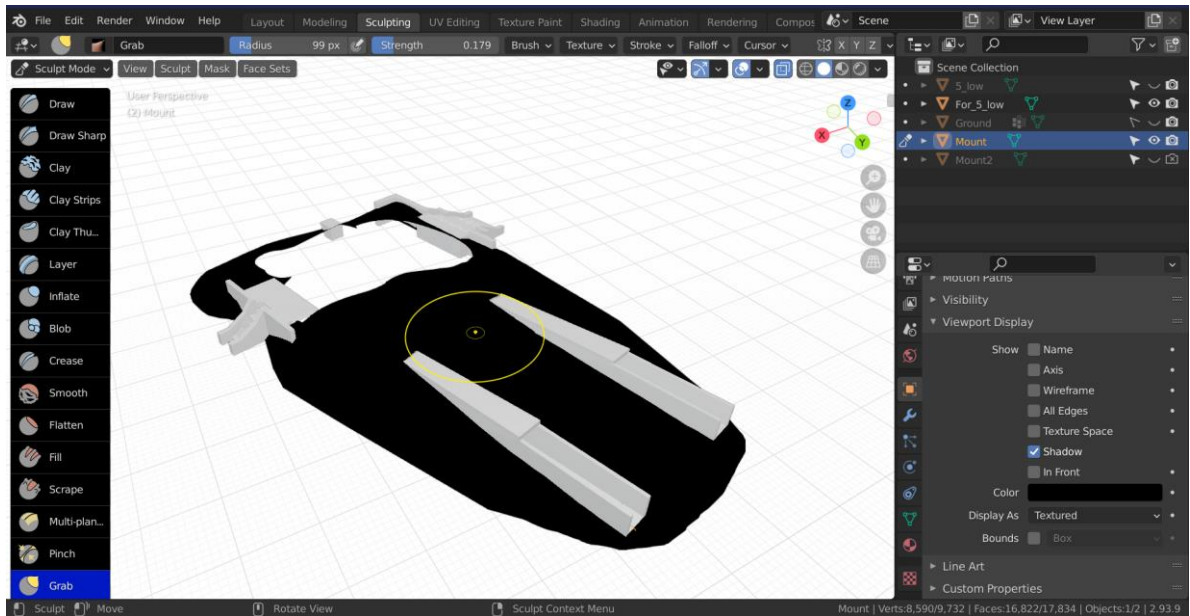 File Edit Render Window Help Layout Modeling Sculpting UV Editing Texture Paint Shading Animation Rendering Compos Scene View Layer
Grab Radius 99 px Strength 0.179 Brush Texture Stroke Falloff Cursor X Y Z
Sculpt Mode View Sculpt Mask Face Sets
User Perspective
(2) Mount
Z
X
Y
Draw
Draw Sharp
Clay
Clay Strips
Clay Thu...
Layer
Inflate
Blob
Crease
Smooth
Flatten
Fill
Scrape
Multi-plan...
Pinch
Grab
Scene Collection
5_low
For_5_low
Ground
Mount
Mount2
Motion Paths
Visibility
Viewport Display
Show Name
Axis
Wireframe
All Edges
Texture Space
Shadow
In Front
Color
Display As Textured
Bounds Box
Line Art
Custom Properties
Sculpt Move Rotate View Sculpt Context Menu Mount | Verts:8,590/9,732 | Faces:16,822/17,834 | Objects:1/2 | 2.93.9